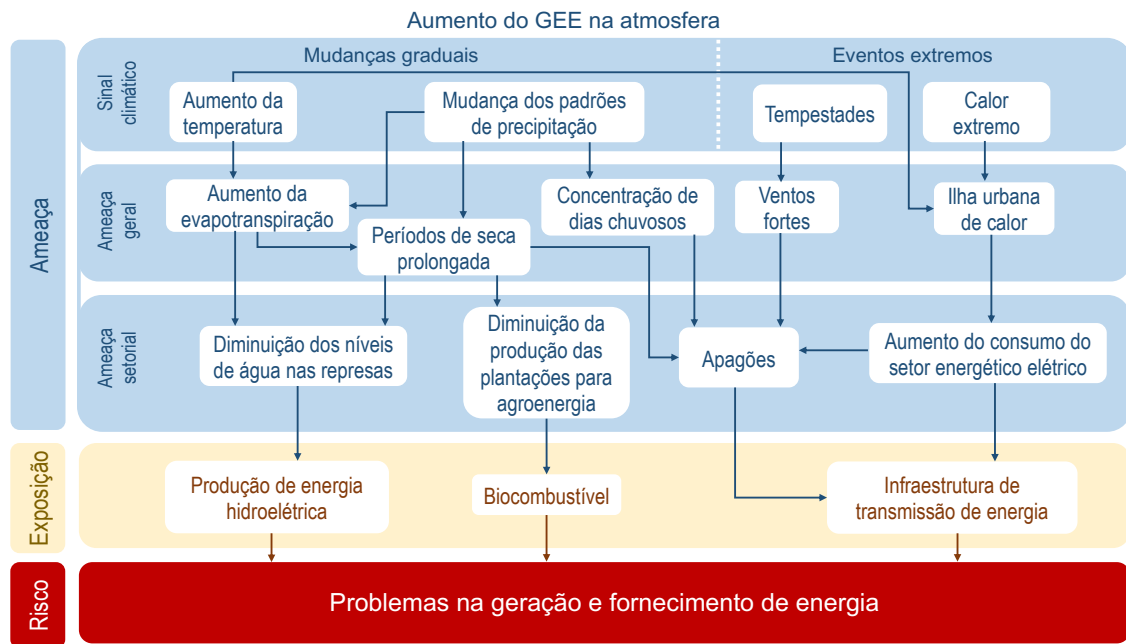 Aumento do GEE na atmosfera
Mudanças graduais
Eventos extremos
Ameaça
Sinal
climático
Aumento da
temperatura
Mudança dos padrões
de precipitação
Tempestades
Calor
extremo
Ameaça
geral
Aumento da
evapotranspiração
Períodos de seca
prolongada
Concentração de
dias chuvosos
Ventos
fortes
Ilha urbana
de calor
Ameaça
setorial
Diminuição dos níveis
de água nas represas
Diminuição da
produção das
plantações para
agroenergia
Apagões
Aumento do consumo do
setor energético elétrico
Exposição
Produção de energia
hidroelétrica
Biocombustível
Infraestrutura de
transmissão de energia
Risco
Problemas na geração e fornecimento de energia